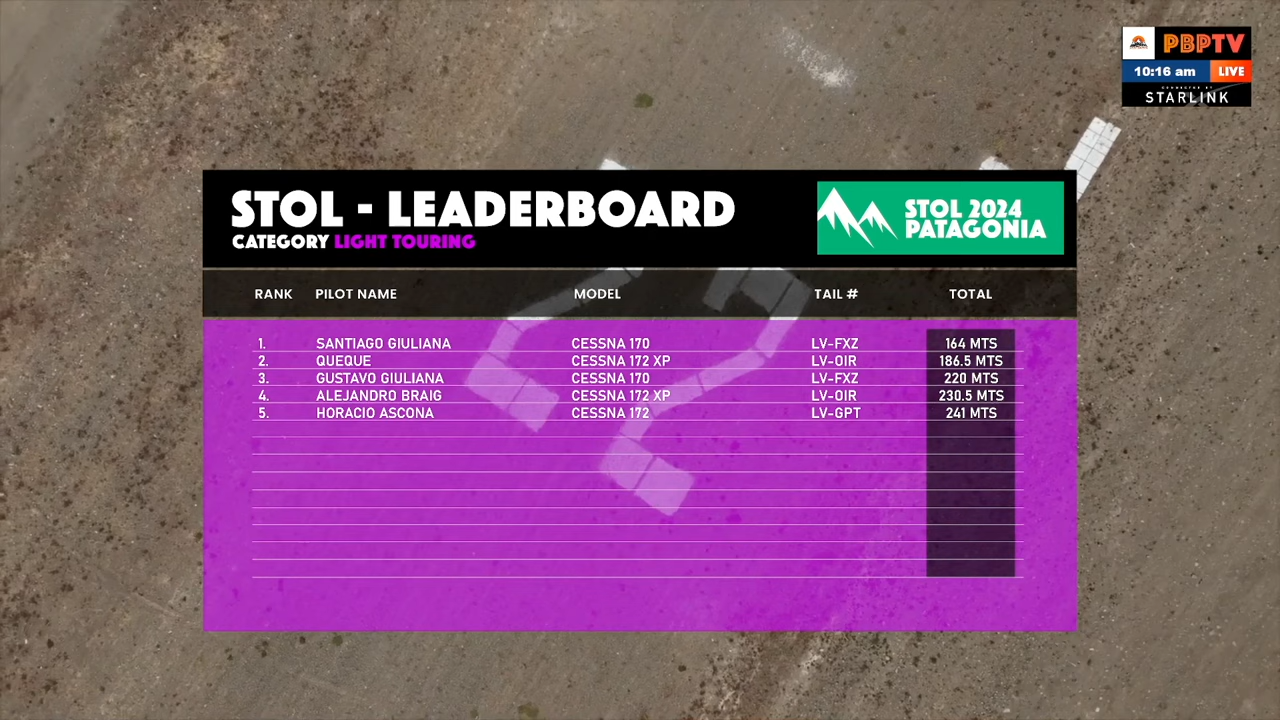 PBPTV
10:16 am LIVE
STARLINK
STOL - LEADERBOARD
CATEGORY LIGHT TOURING
STOL 2024
PATAGONIA
RANK PILOT NAME MODEL TAIL # TOTAL
1. SANTIAGO GIULIANA CESSNA 170 LV-FXZ 164 MTS
2. QUEQUE CESSNA 172 XP LV-OIR 186.5 MTS
3. GUSTAVO GIULIANA CESSNA 170 LV-FXZ 220 MTS
4. ALEJANDRO BRAIG CESSNA 172 XP LV-OIR 230.5 MTS
5. HORACIO ASCONA CESSNA 172 LV-GPT 241 MTS